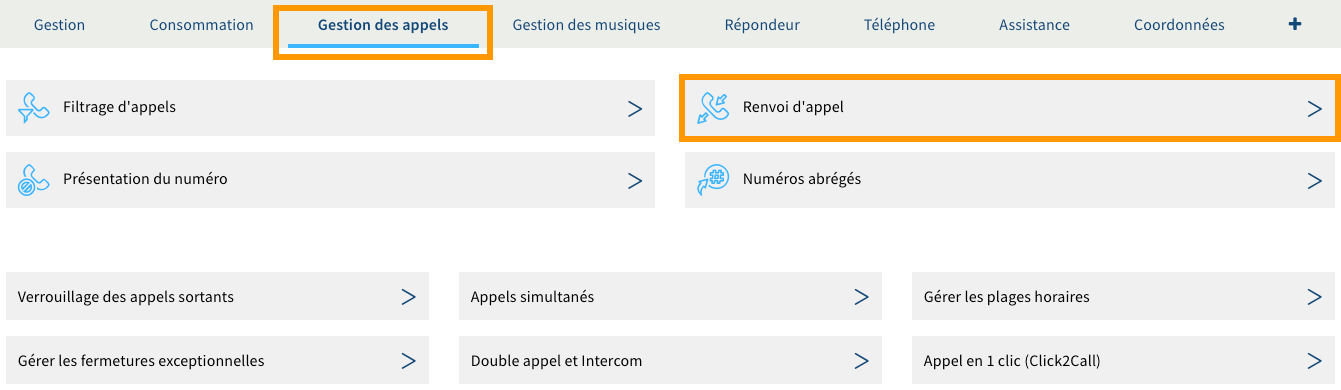 Gestion Consommation Gestion des appels Gestion des musiques Répondeur Téléphone Assistance Coordonnées +
Filtrage d'appels > Renvoi d'appel >
Présentation du numéro > Numéros abrégés >
Verrouillage des appels sortants > Appels simultanés > Gérer les plages horaires >
Gérer les fermetures exceptionnelles > Double appel et Intercom > Appel en 1 clic (Click2Call) >